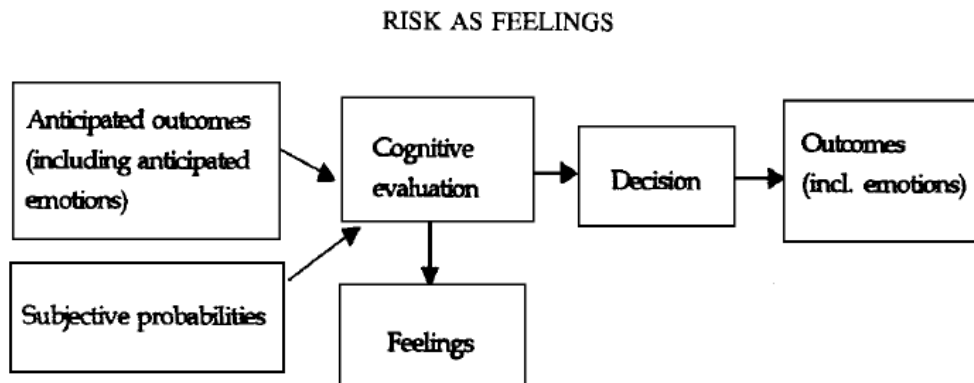 RISK AS FEELINGS
Anticipated outcomes
(including anticipated
emotions)
Subjective probabilities
Cognitive
evaluation
Feelings
Decision
Outcomes
(incl. emotions)